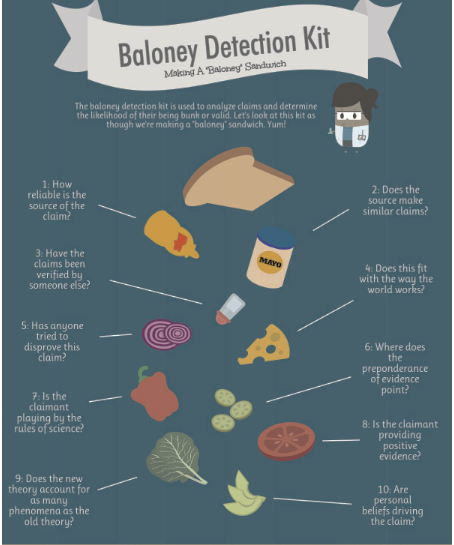 Baloney Detection Kit
Making A "Baloney" Sandwich
The baloney detection kit is used to analyze claims and determine
the likelihood of their being bunk or valid. Let's look at this kit as
though we're making a "baloney" sandwich. Yum!
1: How
reliable is the
source of the
claim?
2: Does the
source make
similar claims?
MAYO
3: Have the
claims been
verified by
someone else?
4: Does this fit
with the way the
world works?
5: Has anyone
tried to
disprove this
claim?
6: Where does
the
preponderance
of evidence
point?
7: Is the
claimant
playing by the
rules of science?
8: Is the claimant
providing
positive
evidence?
9: Does the new
theory account for
as many
phenomena as the
old theory?
10: Are
personal
beliefs driving
the claim?